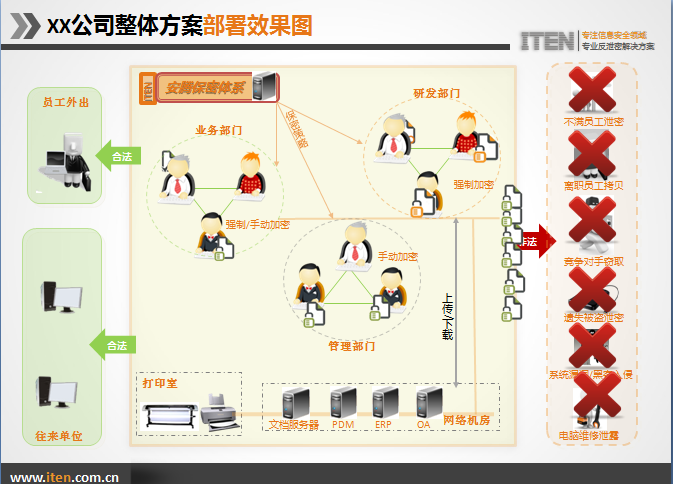 XX公司整体方案部署效果图
ITEN
专注信息安全领域
专业反泄密解决方案
员工外出
合法
往来单位
合法
ITEN
安腾保密体系
保密策略
业务部门
强制/手动加密
研发部门
强制加密
手动加密
管理部门
上传/下载
打印室
文档服务器
PDM
ERP
OA
网络机房
非法
不满员工泄密
离职员工拷贝
竞争对手窃取
遗失被盗泄密
电脑维修泄露
www.iten.com.cn